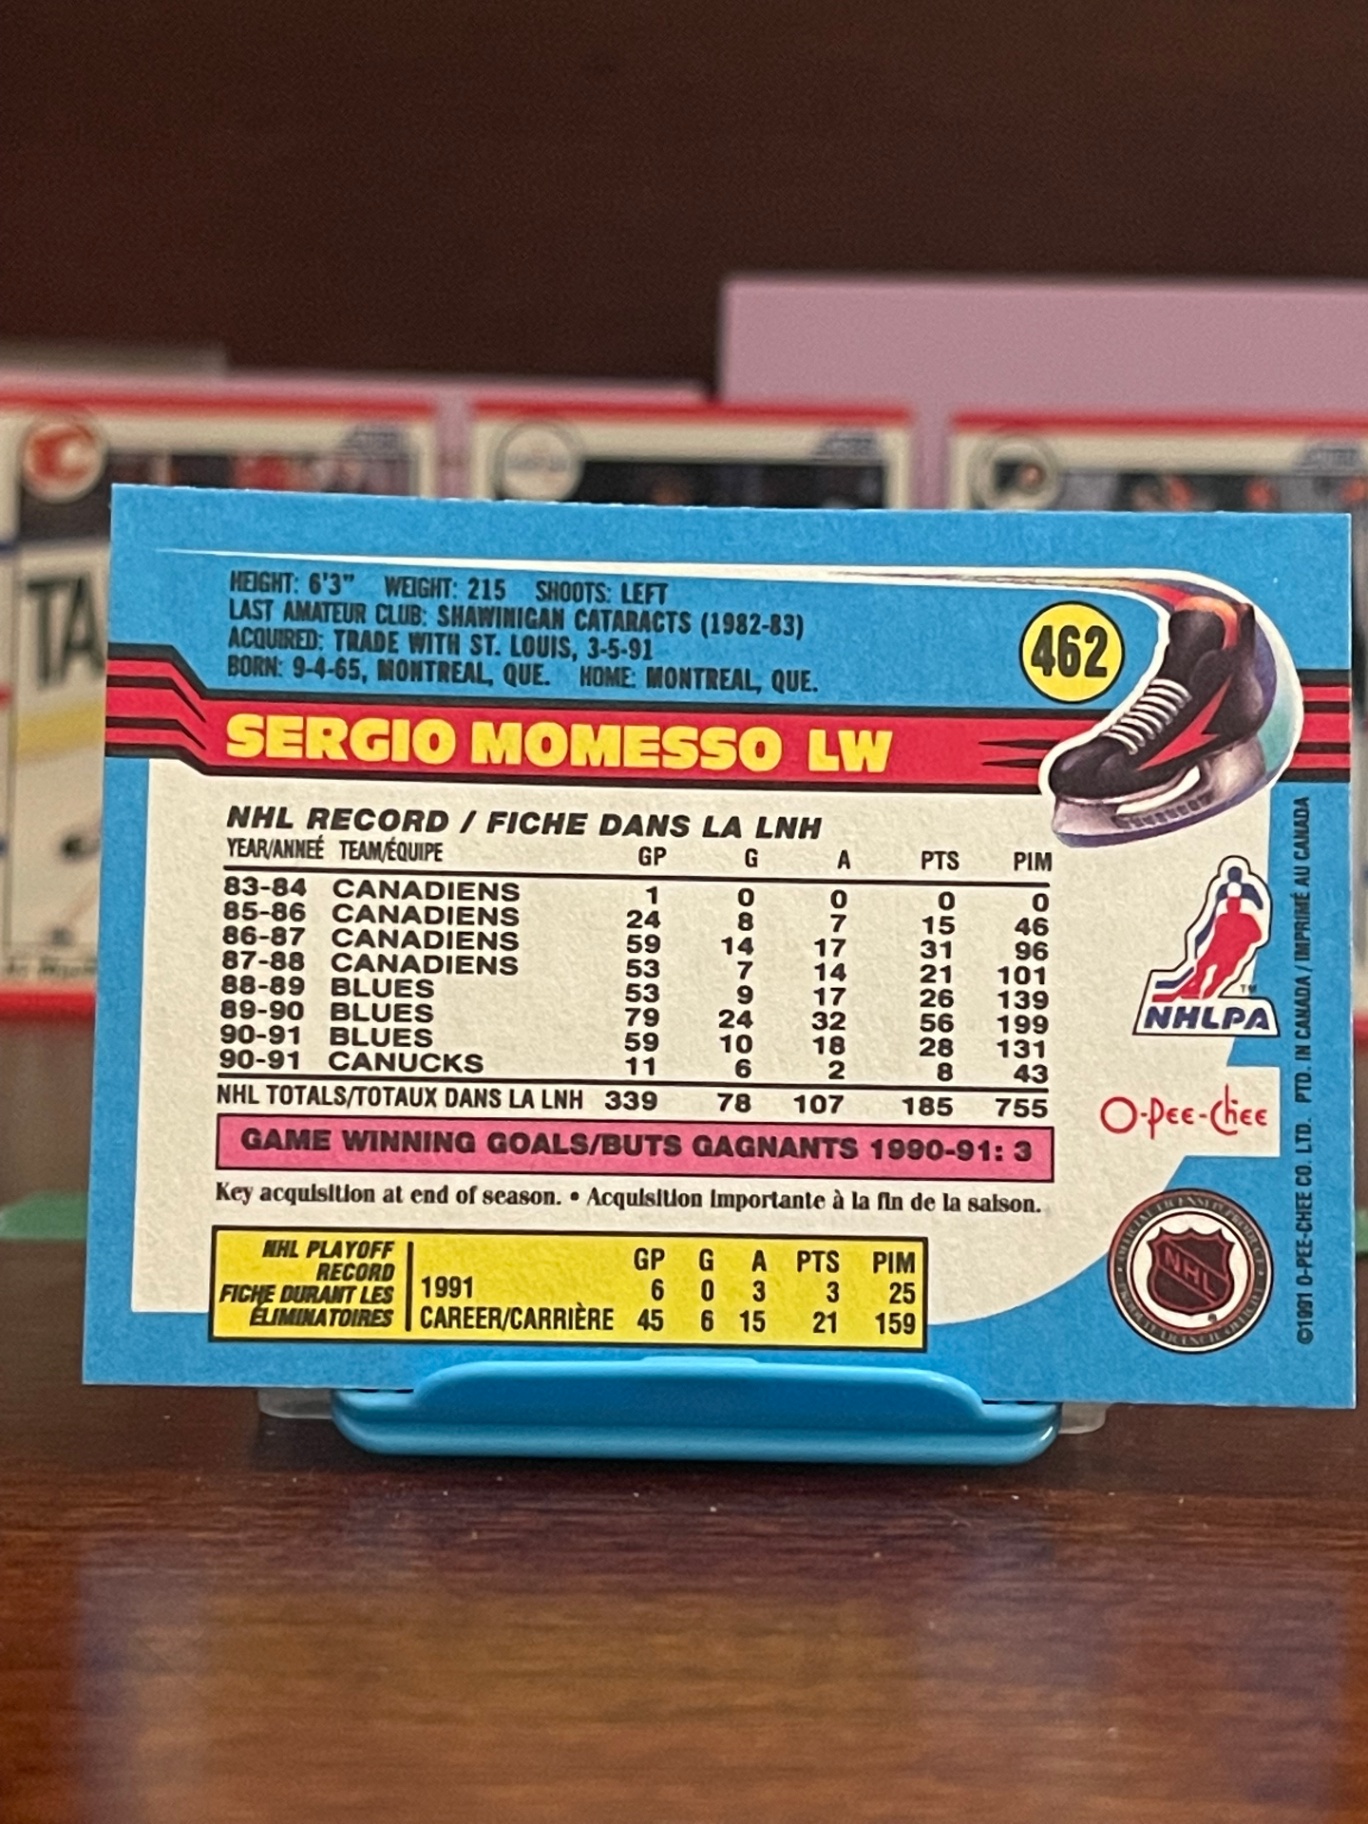 HEIGHT: 6'3" WEIGHT: 215 SHOOTS: LEFT
LAST AMATEUR CLUB: SHAWINIGAN CATARACTS (1982-83)
ACQUIRED: TRADE WITH ST. LOUIS, 3-5-91
BORN: 9-4-65, MONTREAL, QUE. HOME: MONTREAL, QUE.
462
SERGIO MOMESSO LW
NHL RECORD / FICHE DANS LA LNH
YEAR/ANNEÉ TEAM/ÉQUIPE GP G A PTS PIM
83-84 CANADIENS 1 0 0 0 0
85-86 CANADIENS 24 8 7 15 46
86-87 CANADIENS 59 14 17 31 96
87-88 CANADIENS 53 7 14 21 101
88-89 BLUES 53 9 17 26 139
89-90 BLUES 79 24 32 56 199
90-91 BLUES 59 10 18 28 131
90-91 CANUCKS 11 6 2 8 43
NHL TOTALS/TOTAUX DANS LA LNH 339 78 107 185 755
GAME WINNING GOALS/BUTS GAGNANTS 1990-91: 3
Key acquisition at end of season. • Acquisition importante à la fin de la saison.
NHL PLAYOFF
RECORD
FICHE DURANT LES
ÉLIMINATOIRES
GP G A PTS PIM
1991 6 0 3 3 25
CAREER/CARRIÈRE 45 6 15 21 159
TM
NHLPA
O-Pee-Chee
NHL
©1991 O-PEE-CHEE CO. LTD. PTD. IN CANADA / IMPRIMÉ AU CANADA
TA